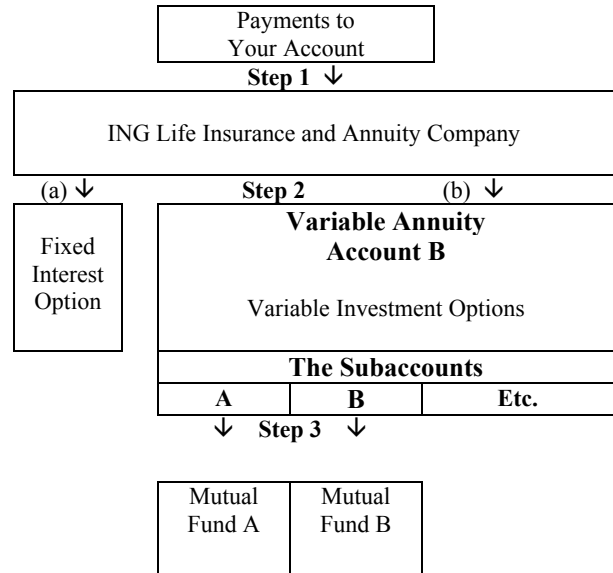 Payments to
Your Account
Step 1 ↓
ING Life Insurance and Annuity Company
(a) ↓ Step 2 (b) ↓
Fixed
Interest
Option
Variable Annuity
Account B
Variable Investment Options
The Subaccounts
A B Etc.
↓ Step 3 ↓
Mutual
Fund A
Mutual
Fund B